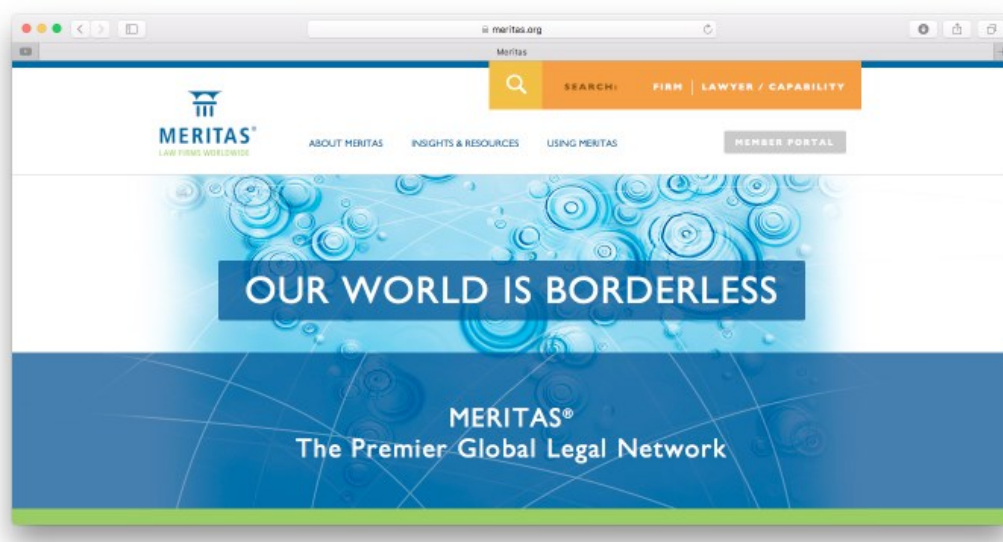 meritas.org
Meritas
SEARCH: FIRM | LAWYER / CAPABILITY
MERITAS®
LAW FIRMS WORLDWIDE
ABOUT MERITAS INSIGHTS & RESOURCES USING MERITAS MEMBER PORTAL
OUR WORLD IS BORDERLESS
MERITAS®
The Premier Global Legal Network